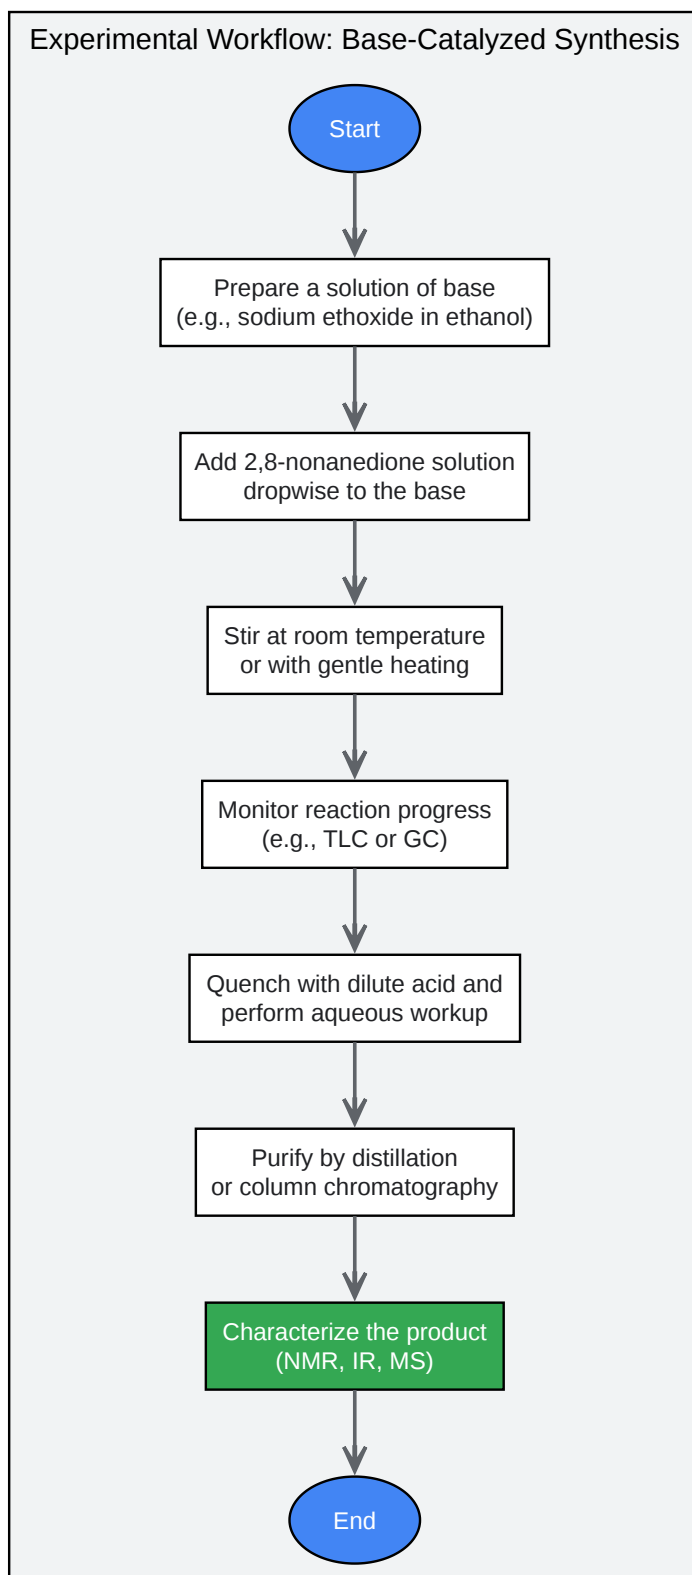 Experimental Workflow: Base-Catalyzed Synthesis
Start
Prepare a solution of base
(e.g., sodium ethoxide in ethanol)
Add 2,8-nonanedione solution
dropwise to the base
Stir at room temperature
or with gentle heating
Monitor reaction progress
(e.g., TLC or GC)
Quench with dilute acid and
perform aqueous workup
Purify by distillation
or column chromatography
Characterize the product
(NMR, IR, MS)
End